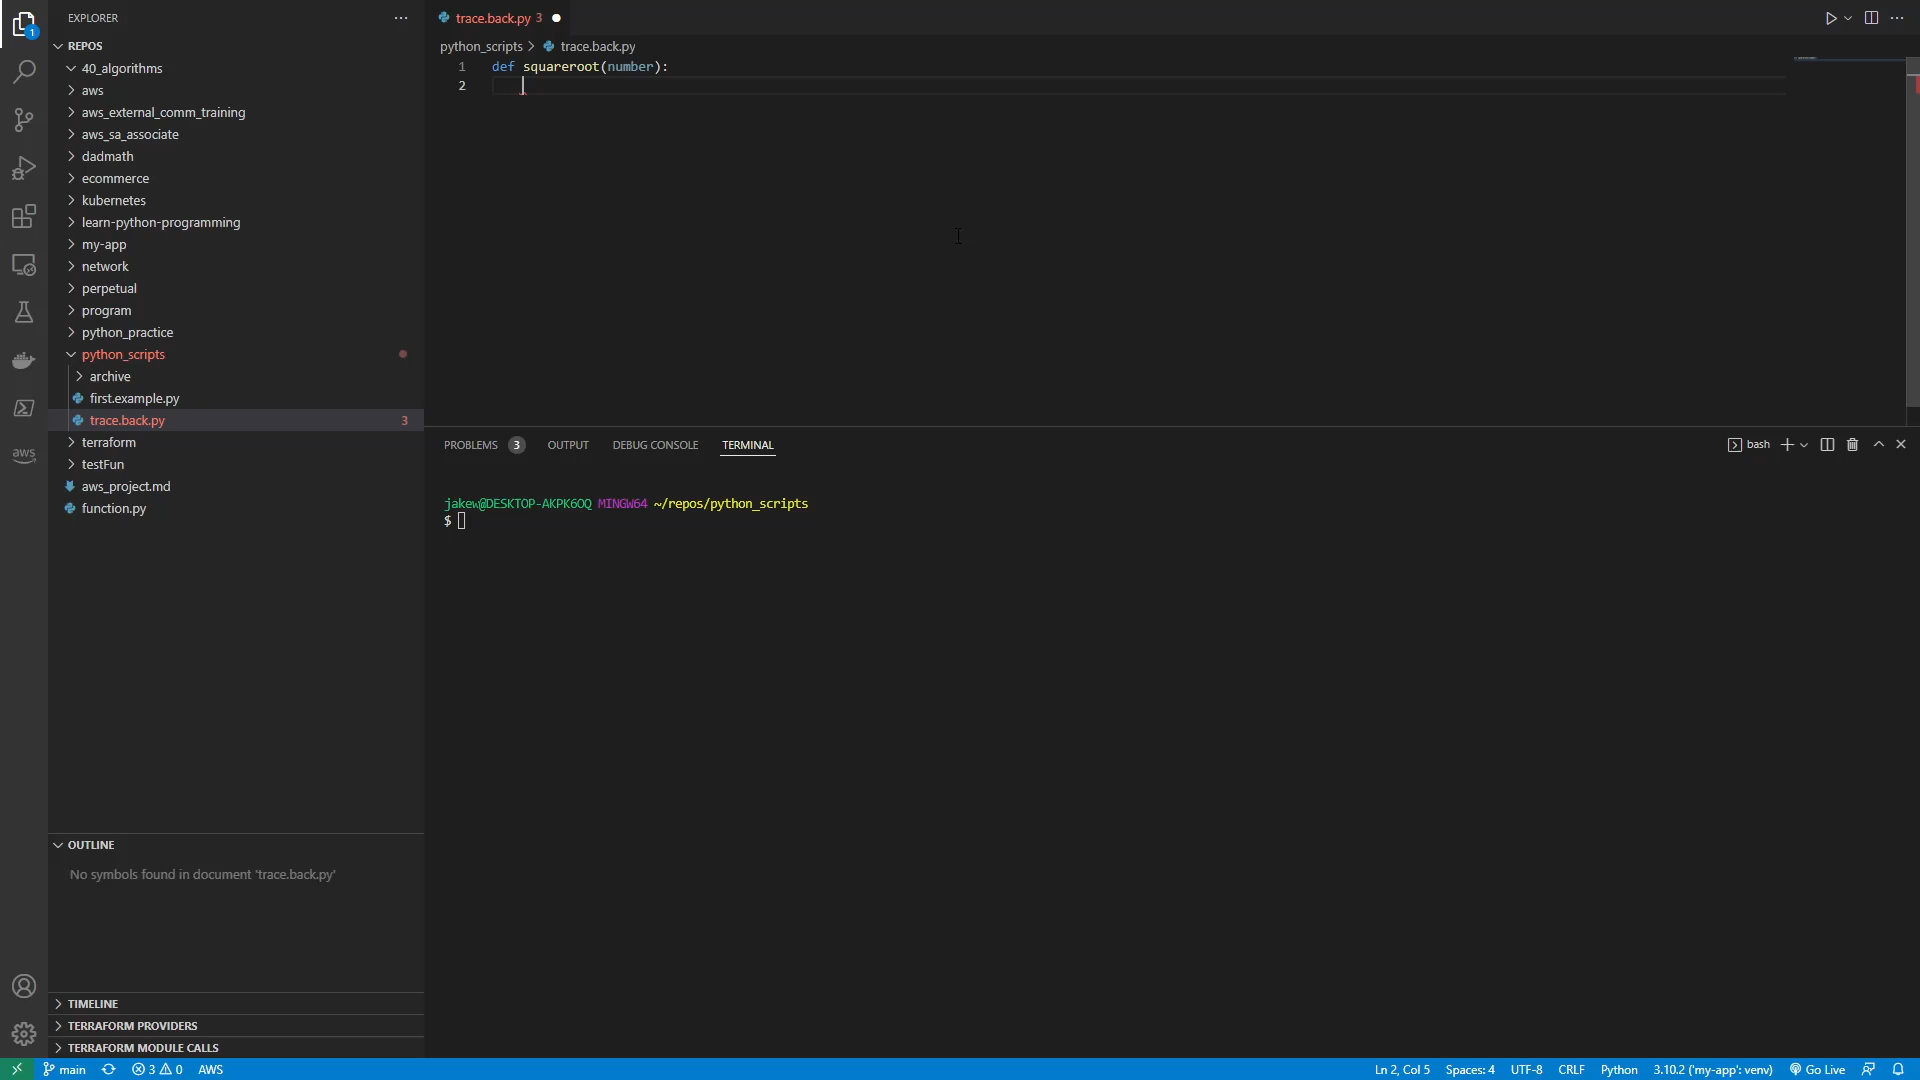 EXPLORER
REPOS
40_algorithms
aws
aws_external_comm_training
aws_sa_associate
dadmath
ecommerce
kubernetes
learn-python-programming
my-app
network
perpetual
program
python_practice
python_scripts
archive
first.example.py
trace.back.py 3
terraform
testFun
aws_project.md
function.py
OUTLINE
No symbols found in document 'trace.back.py'
TIMELINE
TERRAFORM PROVIDERS
TERRAFORM MODULE CALLS
1
aws
trace.back.py 3
python_scripts > trace.back.py
1 def squareroot(number):
2
PROBLEMS 3 OUTPUT DEBUG CONSOLE TERMINAL
bash
jakew@DESKTOP-AKPK6OQ MINGW64 ~/repos/python_scripts
$
main 3 0 AWS
Ln 2, Col 5 Spaces: 4 UTF-8 CRLF Python 3.10.2 ('my-app': venv) Go Live